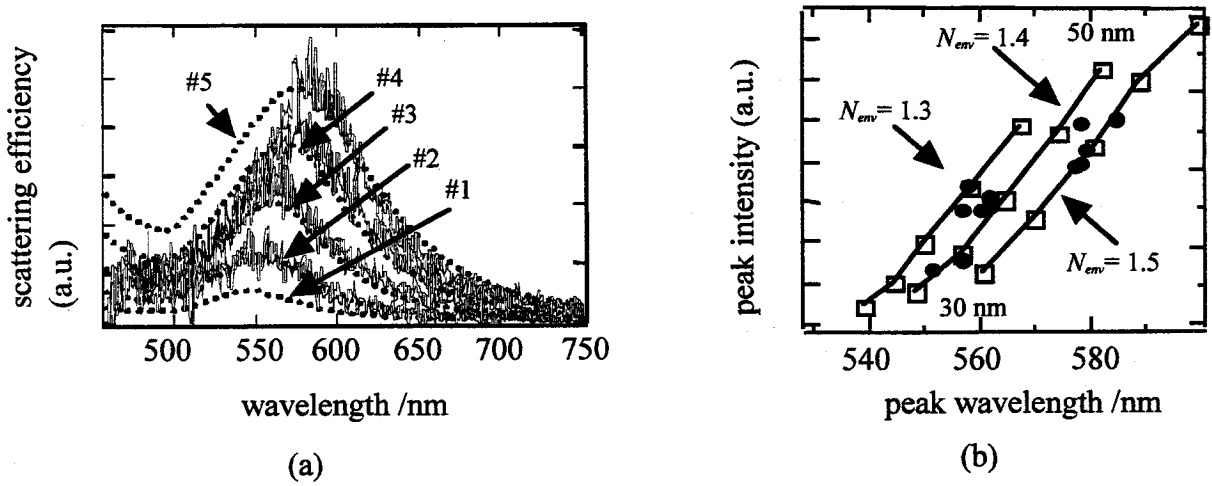 scattering efficiency
(a.u.)
#5
#4
#3
#2
#1
500
550
600
650
700
750
wavelength /nm
(a)
peak intensity (a.u.)
N_env = 1.4
50 nm
N_env = 1.3
N_env = 1.5
30 nm
540
560
580
peak wavelength /nm
(b)